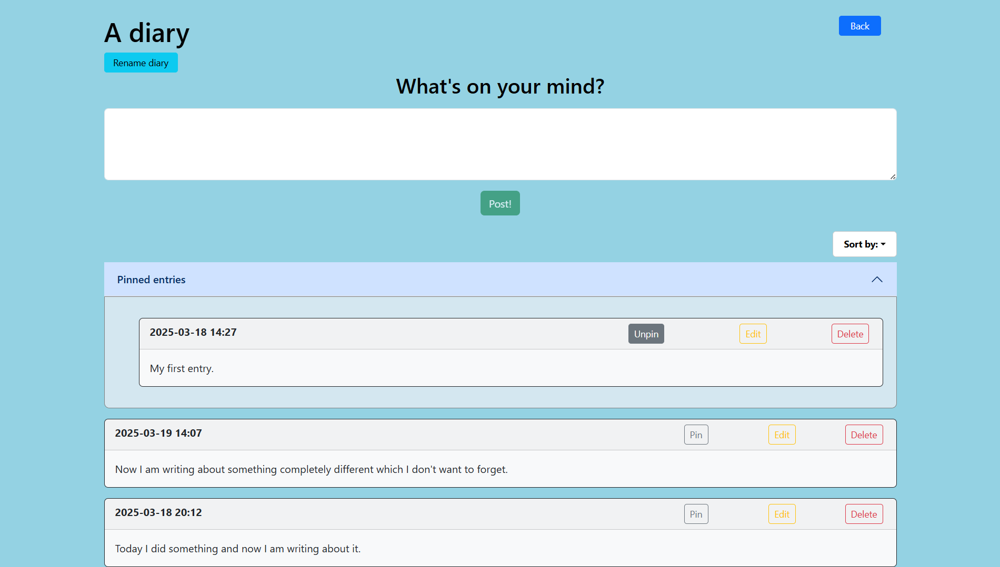 A diary
Back
Rename diary
What's on your mind?
Post!
Sort by:
Pinned entries
2025-03-18 14:27 Unpin Edit Delete
My first entry.
2025-03-19 14:07 Pin Edit Delete
Now I am writing about something completely different which I don't want to forget.
2025-03-18 20:12 Pin Edit Delete
Today I did something and now I am writing about it.